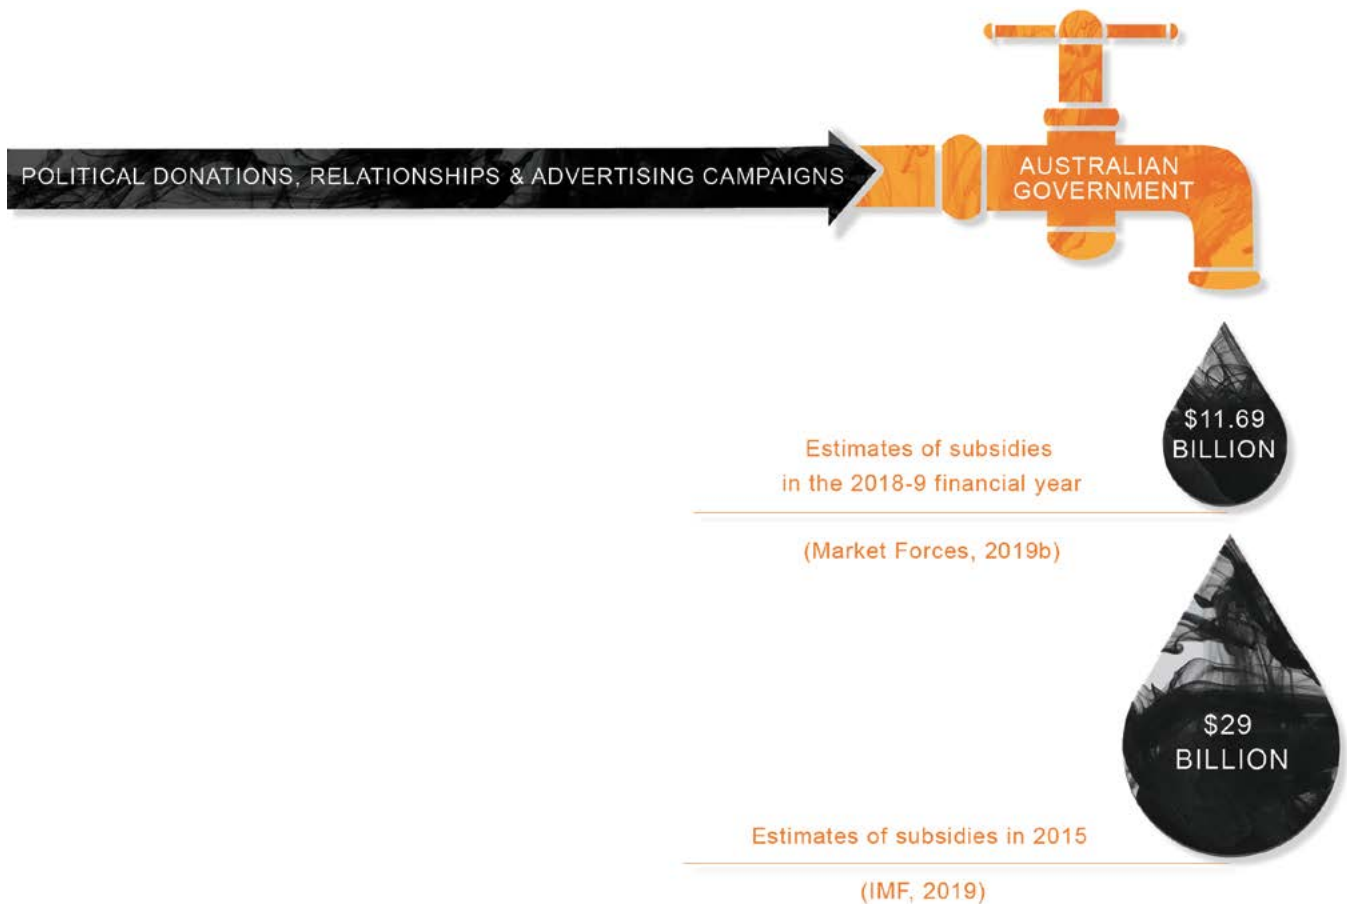 POLITICAL DONATIONS, RELATIONSHIPS & ADVERTISING CAMPAIGNS
AUSTRALIAN
GOVERNMENT
$11.69
BILLION
Estimates of subsidies
in the 2018-9 financial year
(Market Forces, 2019b)
$29
BILLION
Estimates of subsidies in 2015
(IMF, 2019)